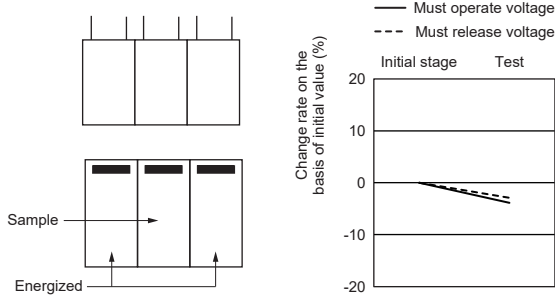 Sample
Energized
Must operate voltage
Must release voltage
Change rate on the
basis of initial value (%)
Initial stage Test
20
10
0
-10
-20